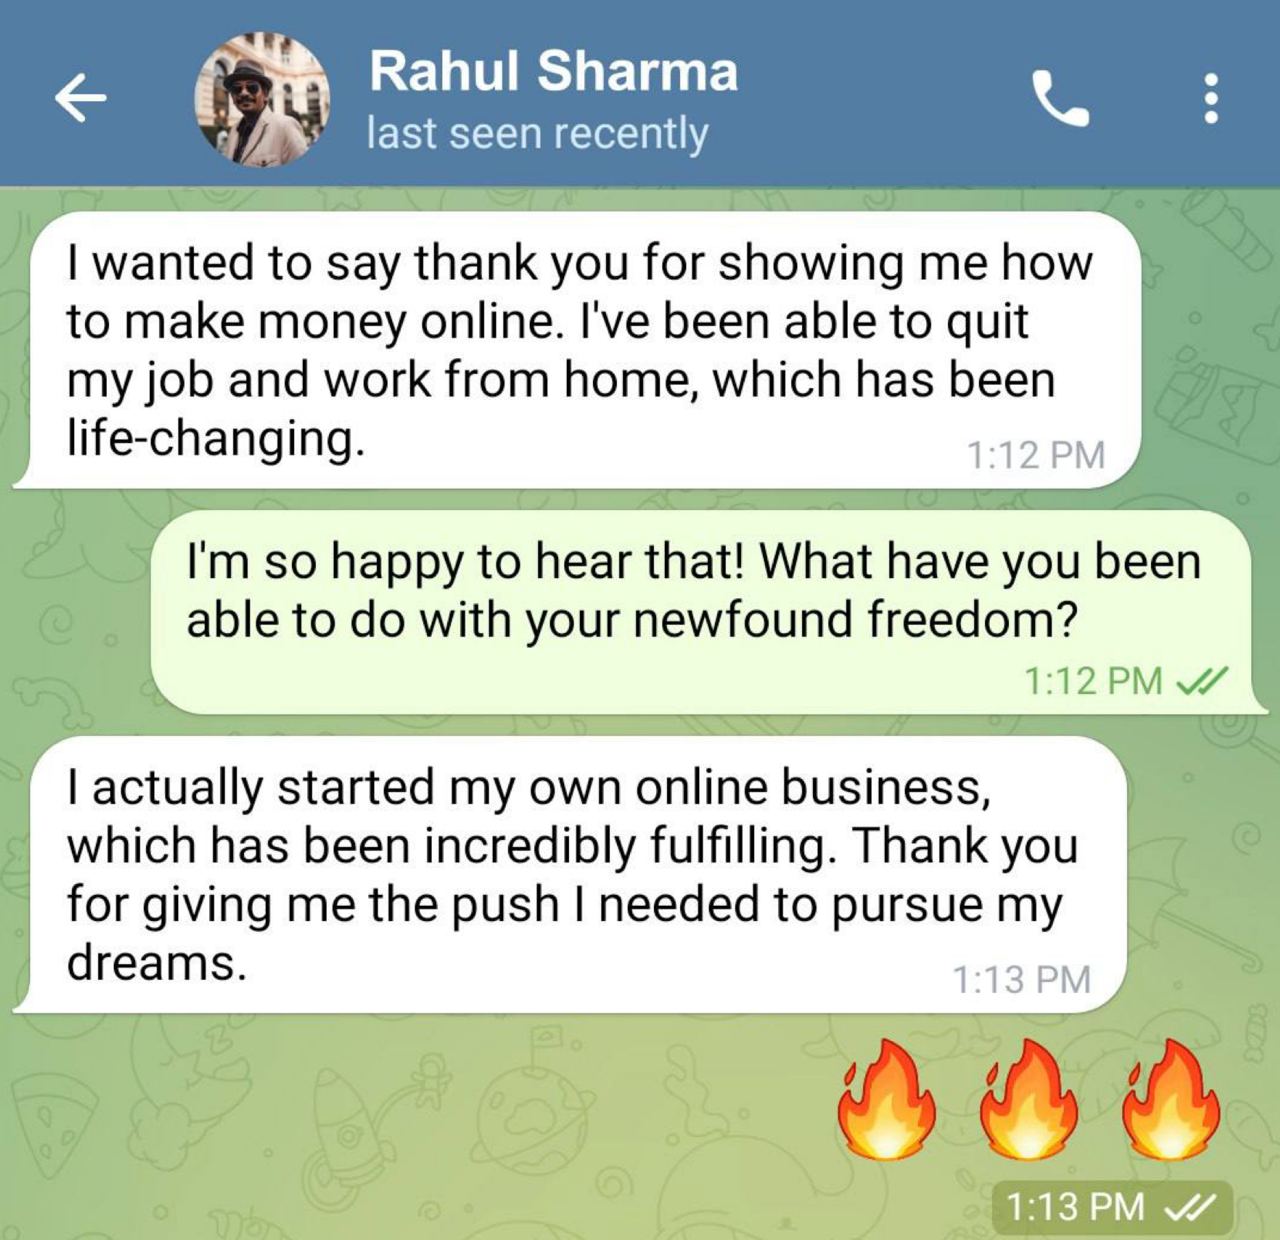 Rahul Sharma
last seen recently
I wanted to say thank you for showing me how
to make money online. I've been able to quit
my job and work from home, which has been
life-changing.
1:12 PM
I'm so happy to hear that! What have you been
able to do with your newfound freedom?
1:12 PM
I actually started my own online business,
which has been incredibly fulfilling. Thank you
for giving me the push I needed to pursue my
dreams.
1:13 PM
1:13 PM